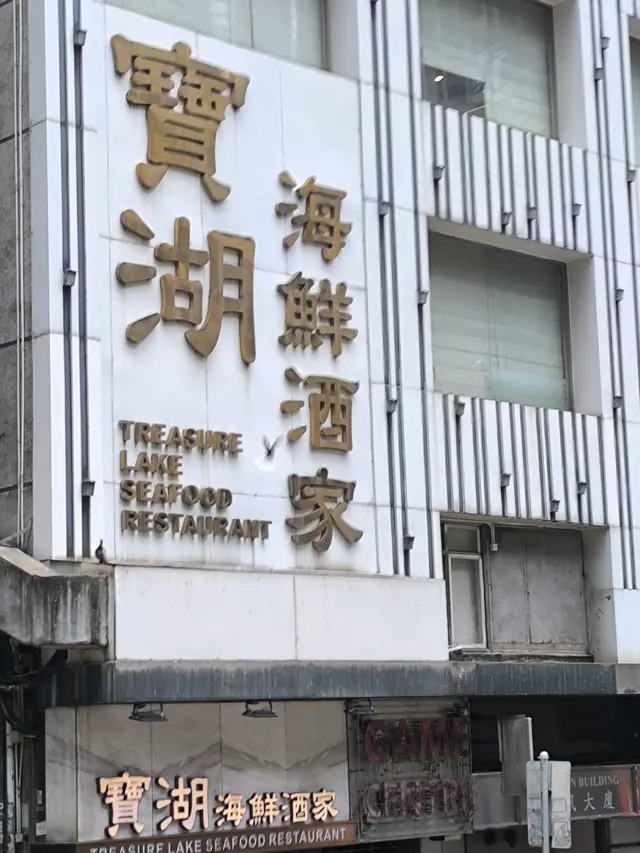 寶湖
海鮮酒家
TREASURE
LAKE
SEAFOOD
RESTAURANT
寶湖海鮮酒家
TREASURE LAKE SEAFOOD RESTAURANT
GAME
CENTRE
BUILDING
大廈